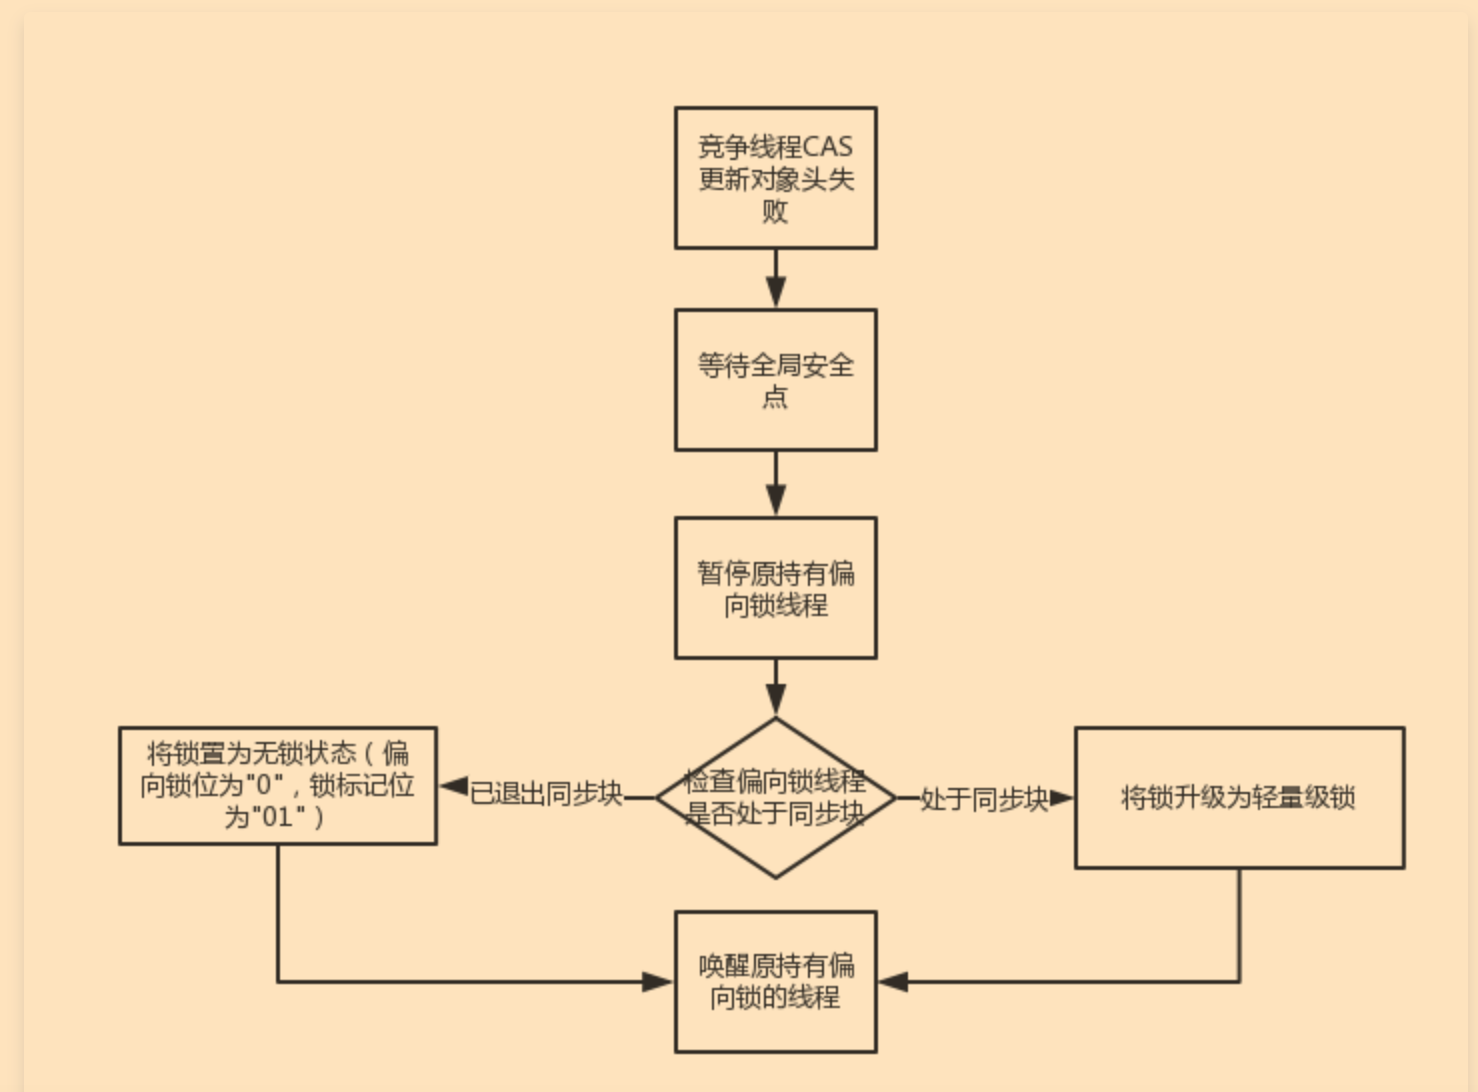 竞争线程CAS
更新对象头失
败
等待全局安全
点
暂停原持有偏
向锁线程
将锁置为无锁状态（偏
向锁位为"0"，锁标记位
为"01"）
已退出同步块
检查偏向锁线程
是否处于同步块
处于同步块
将锁升级为轻量级锁
唤醒原持有偏
向锁的线程